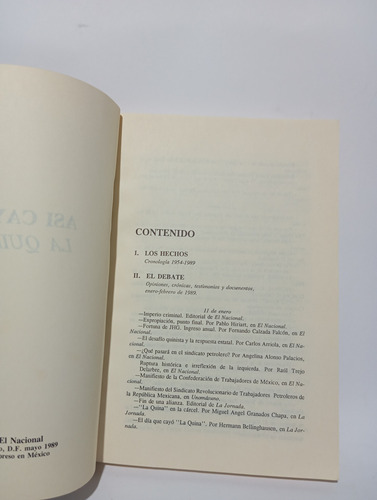 ASI CAY
LA QUI
El Nacional
o, D.F. mayo 1989
preso en México
CONTENIDO
I. LOS HECHOS
Cronología 1954-1989
II. EL DEBATE
Opiniones, crónicas, testimonios y documentos,
enero-febrero de 1989.
11 de enero
—Imperio criminal. Editorial de El Nacional.
—Expropiación, punto final. Por Pablo Hiriart, en El Nacional.
—Fortuna de JHG. Ingreso anual. Por Fernando Calzada Falcón, en El
Nacional.
—El desafío quinista y la respuesta estatal. Por Carlos Arriola, en El Na-
cional.
—¿Qué pasará en el sindicato petrolero? Por Angelina Alonso Palacios,
en El Nacional.
Ruptura histórica e irreflexión de la izquierda. Por Raúl Trejo
Delarbre, en El Nacional.
—Manifiesto de la Confederación de Trabajadores de México, en El Na-
cional.
—Manifiesto del Sindicato Revolucionario de Trabajadores Petroleros de
la República Mexicana, en Unomásuno.
—Fin de una alianza. Editorial de La Jornada.
—"La Quina" en la cárcel. Por Miguel Angel Granados Chapa, en La
Jornada.
—El día que cayó "La Quina". Por Hermann Bellinghausen, en La Jor-
nada.